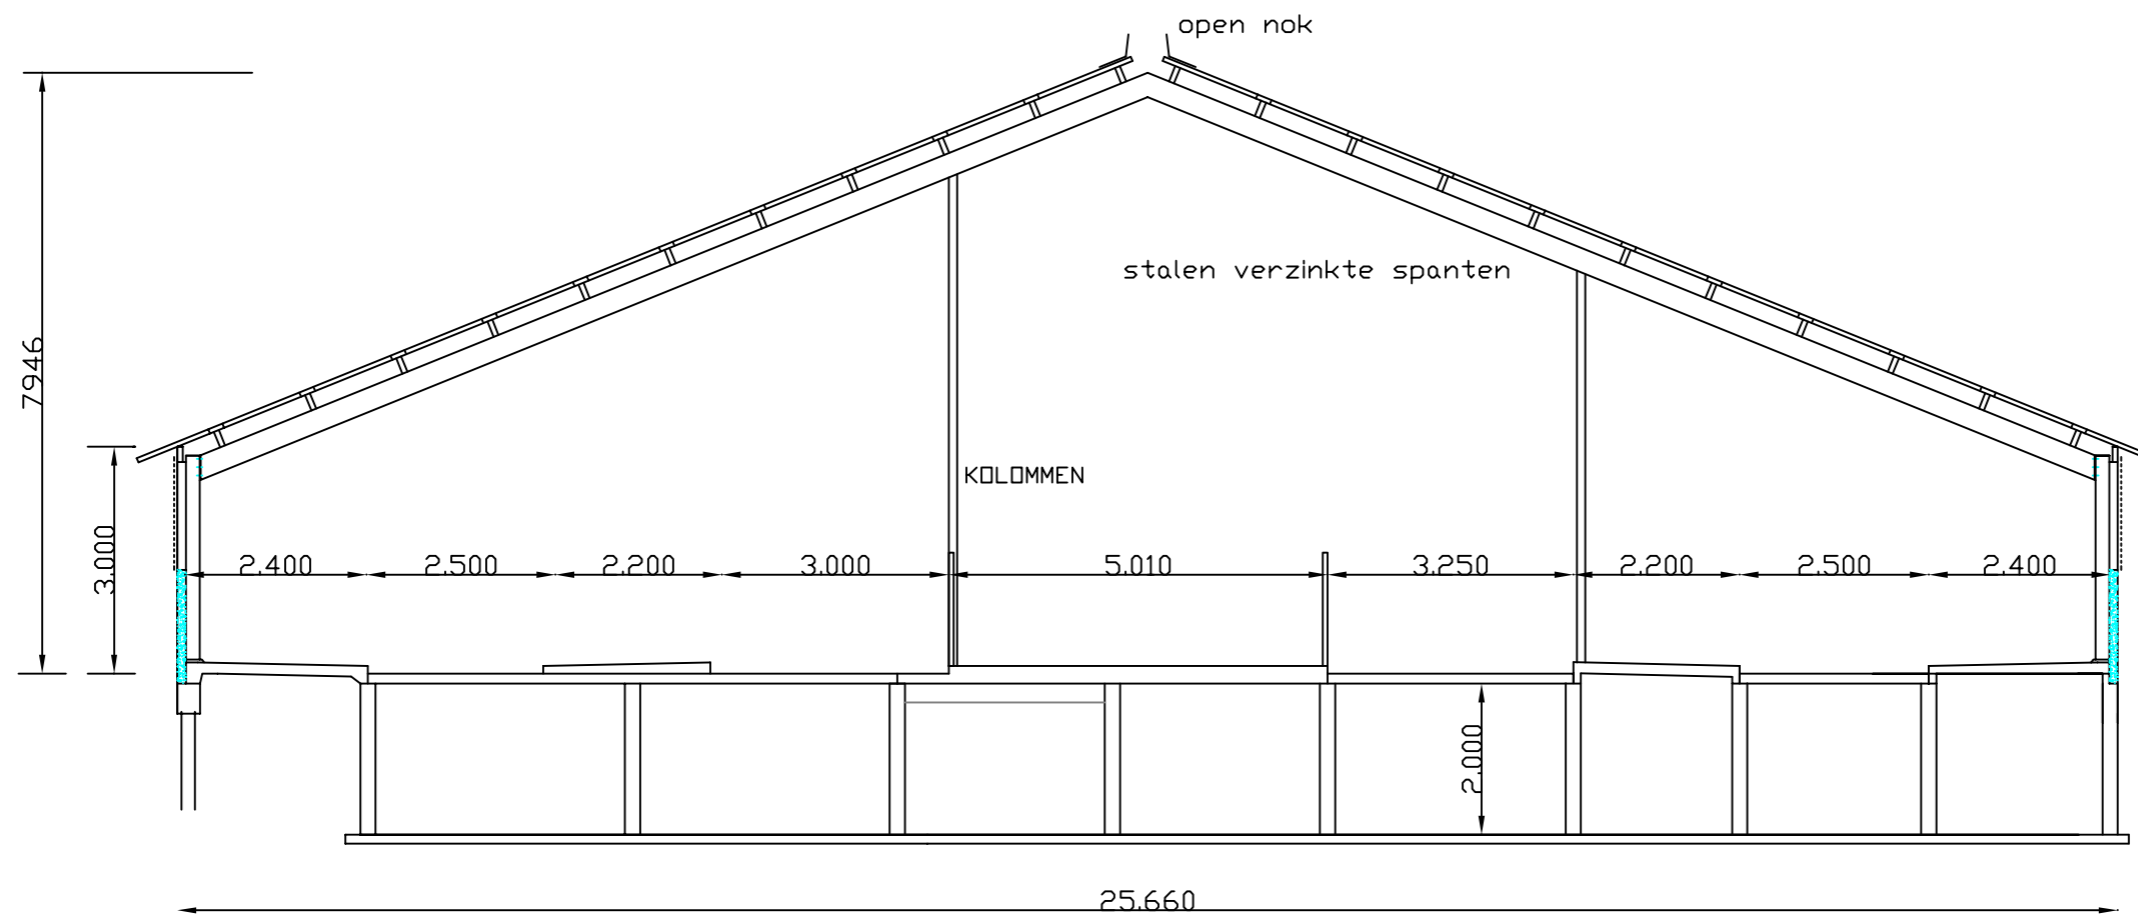 open nok
stalen verzinkte spanten
7946
KOLOMMEN
3.000
2.400 2.500 2.200 3.000 5.010 3.250 2.200 2.500 2.400
2.000
25.660